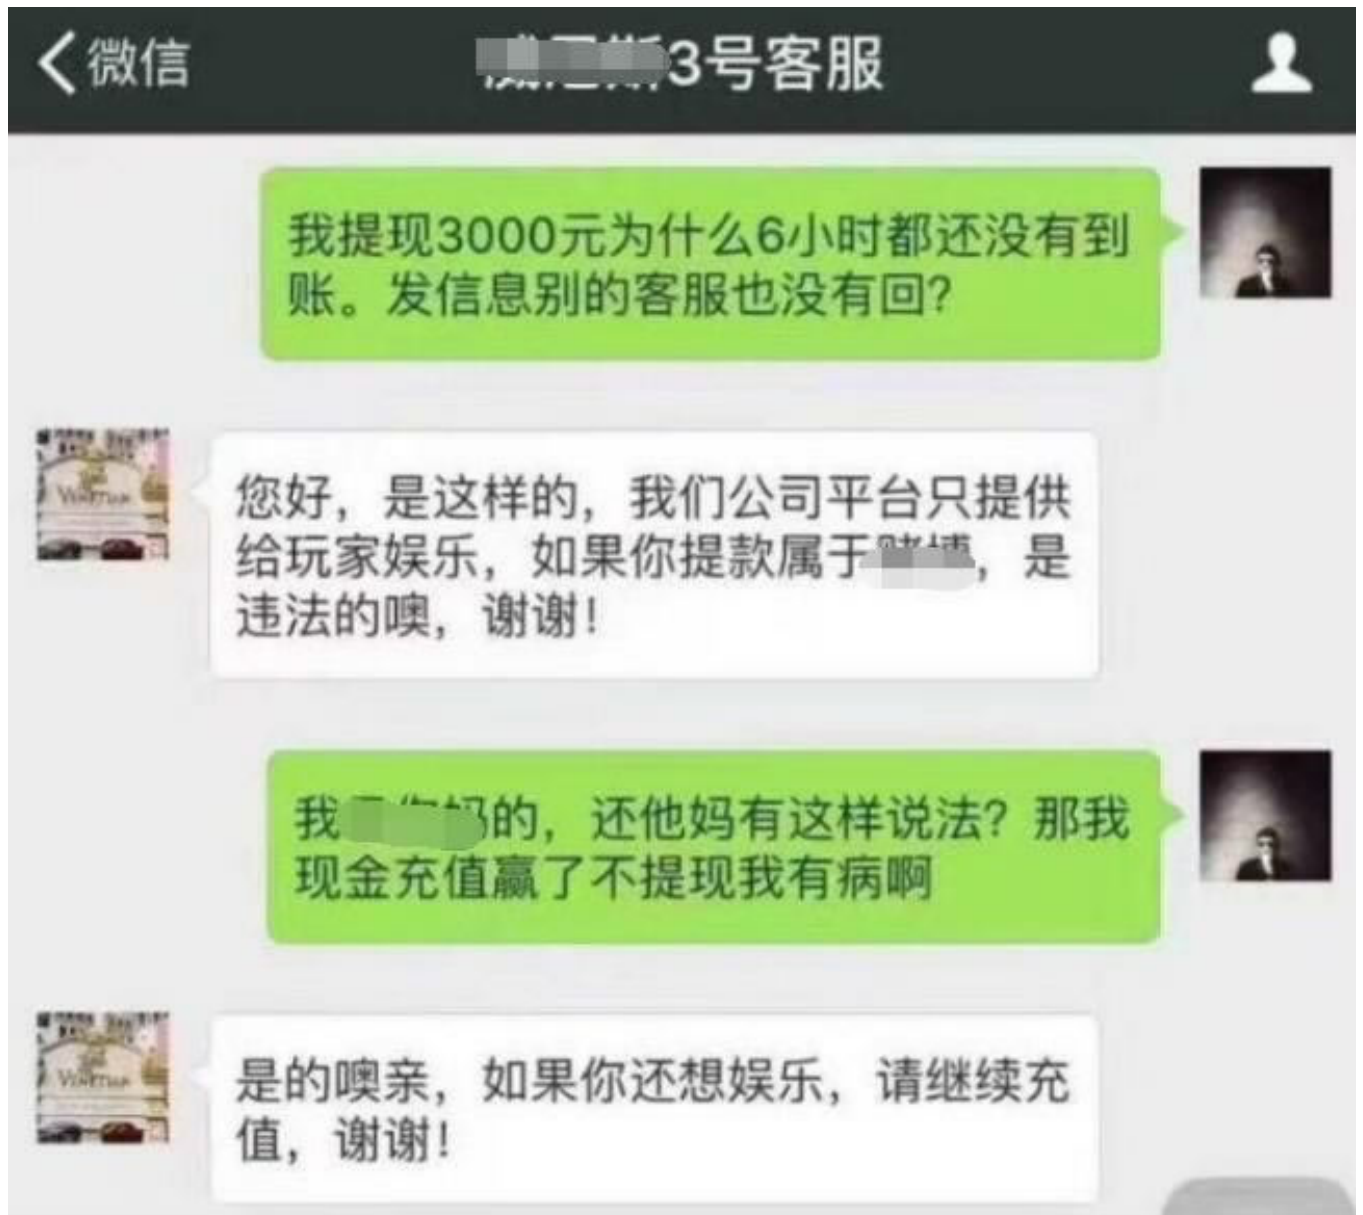 微信
3号客服
我提现3000元为什么6小时都还没有到
账。发信息别的客服也没有回?
您好，是这样的，我们公司平台只提供
给玩家娱乐，如果你提款属于 ，是
违法的噢，谢谢!
我 妈的，还他妈有这样说法? 那我
现金充值赢了不提现我有病啊
是的噢亲，如果你还想娱乐，请继续充
值，谢谢!